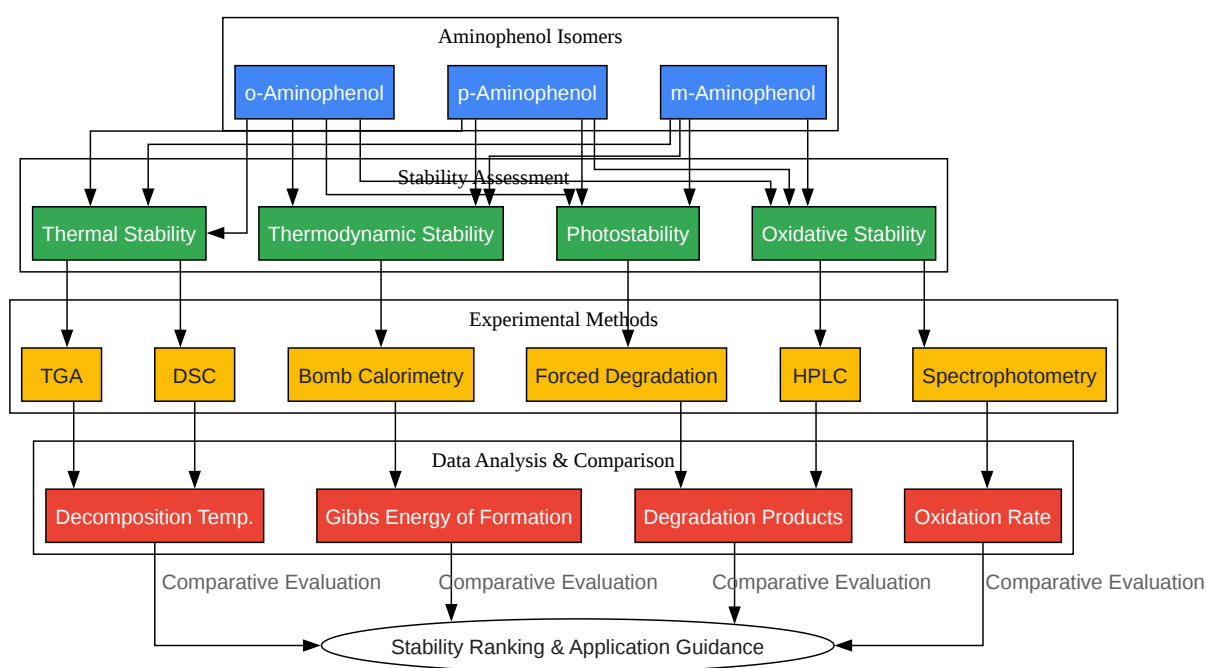 Aminophenol Isomers
o-Aminophenol
p-Aminophenol
m-Aminophenol
Stability Assessment
Thermal Stability
Thermodynamic Stability
Photostability
Oxidative Stability
Experimental Methods
TGA
DSC
Bomb Calorimetry
Forced Degradation
HPLC
Spectrophotometry
Data Analysis & Comparison
Decomposition Temp.
Gibbs Energy of Formation
Degradation Products
Oxidation Rate
Comparative Evaluation
Comparative Evaluation
Comparative Evaluation
Comparative Evaluation
Stability Ranking & Application Guidance